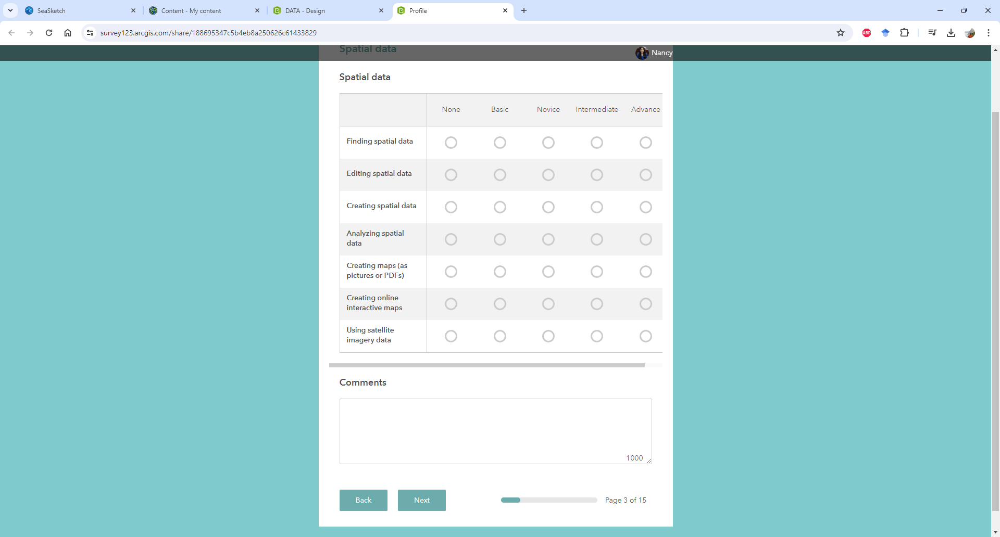 SeaSketch
Content - My content
DATA - Design
Profile
survey123.arcgis.com/share/188695347c5b4eb8a250626c61433829
ABP
Spatial data
Nancy
Spatial data
None Basic Novice Intermediate Advance
Finding spatial data
Editing spatial data
Creating spatial data
Analyzing spatial
data
Creating maps (as
pictures or PDFs)
Creating online
interactive maps
Using satellite
imagery data
Comments
1000
Back Next Page 3 of 15